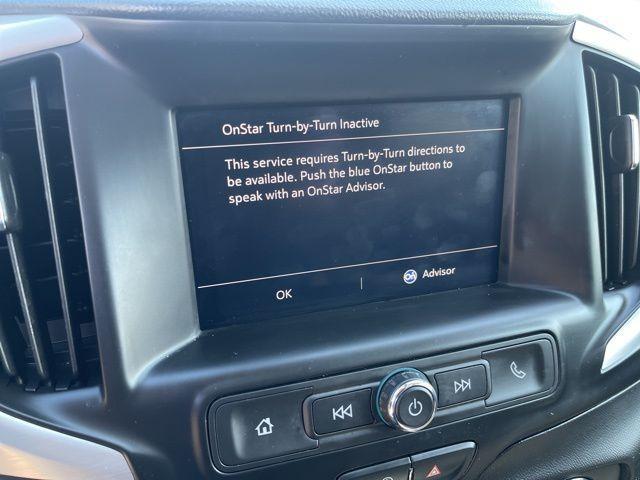 OnStar Turn-by-Turn Inactive
This service requires Turn-by-Turn directions to
be available. Push the blue OnStar button to
speak with an OnStar Advisor.
OK
On Advisor